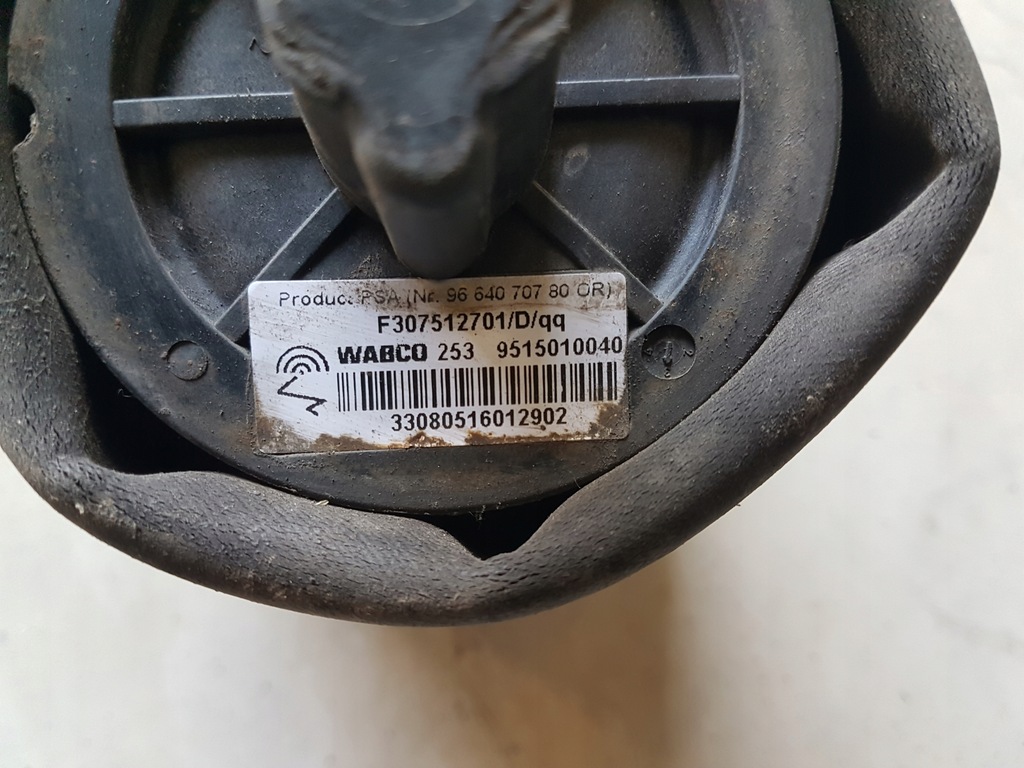 Product PSA (Nr. 96 640 707 80 OR)
F307512701/D/qq
WABCO 253 9515010040
33080516012902